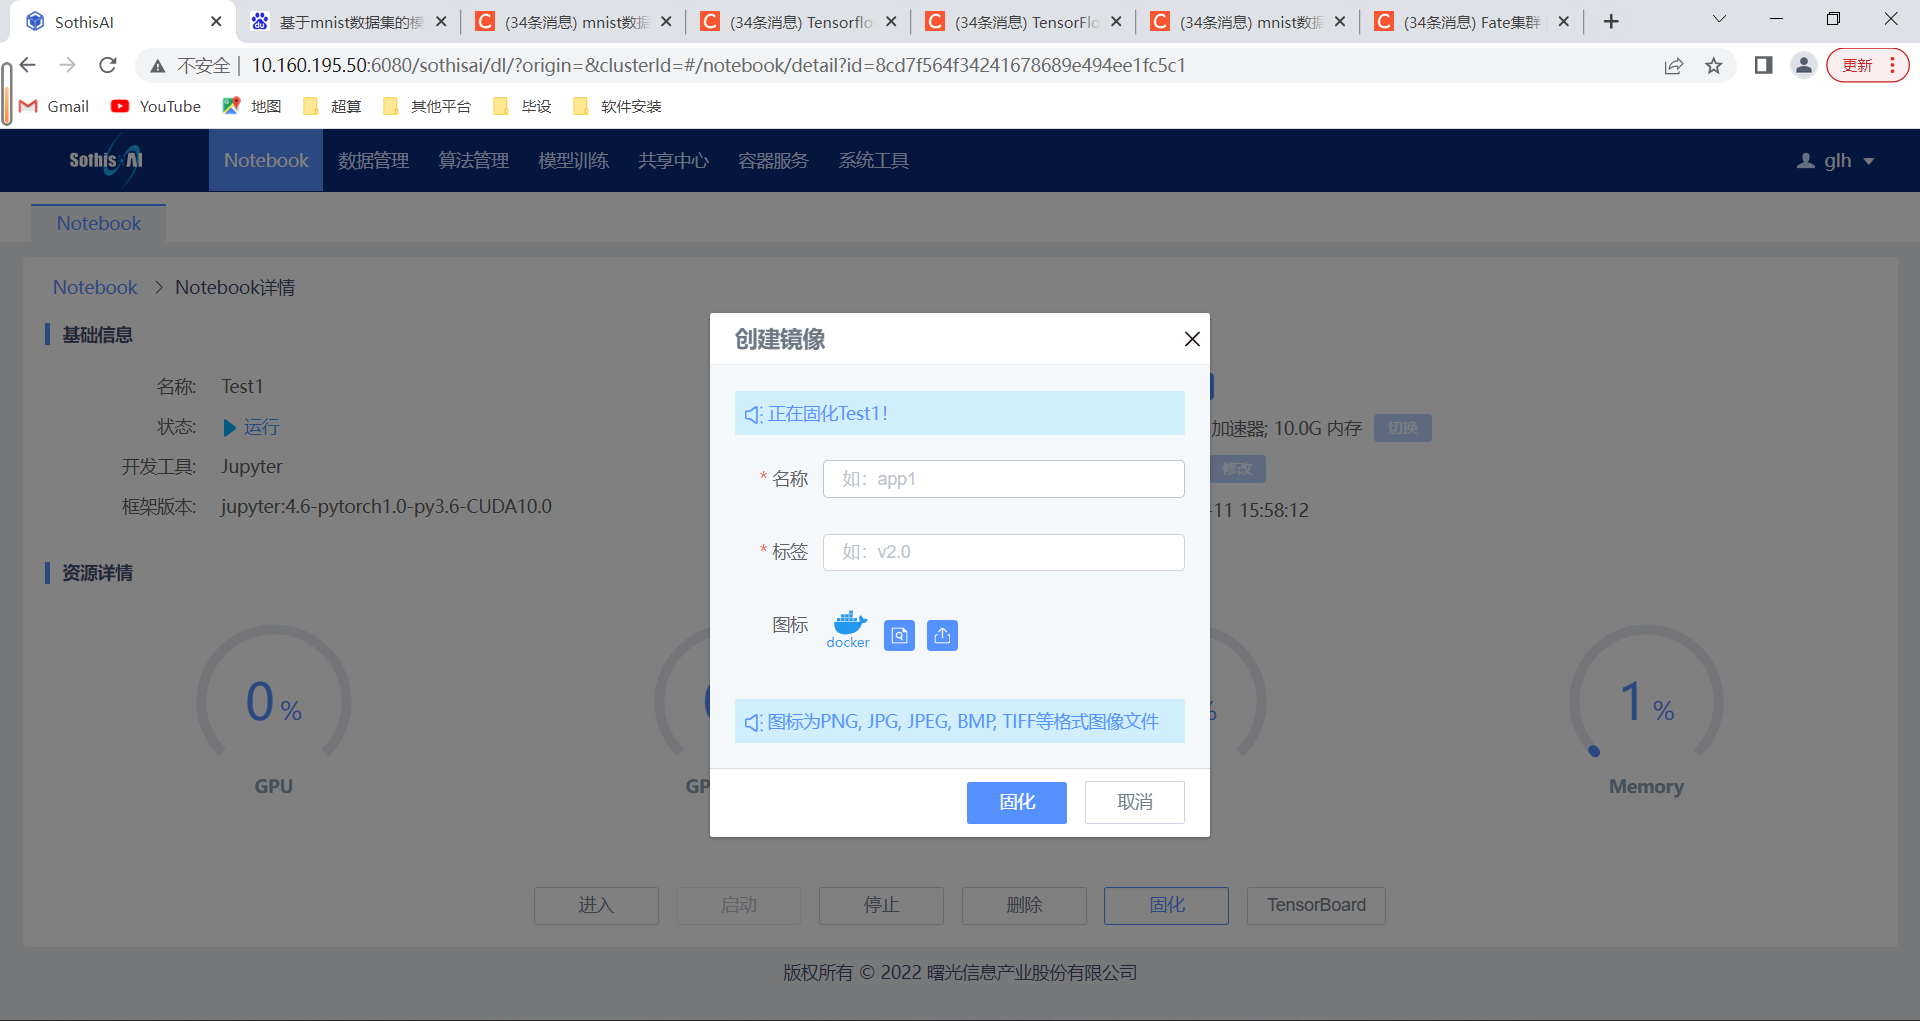 SothisAI
基于mnist数据集的模
(34条消息) mnist数据
(34条消息) Tensorflo
(34条消息) TensorFlo
(34条消息) mnist数据
(34条消息) Fate集群
不安全 10.160.195.50:6080/sothisai/dl/?origin=&clusterId=#/notebook/detail?id=8cd7f564f34241678689e494ee1fc5c1
更新
Gmail YouTube 地图 超算 其他平台 毕设 软件安装
SothisAI Notebook 数据管理 算法管理 模型训练 共享中心 容器服务 系统工具 glh
Notebook
Notebook > Notebook详情
基础信息
名称: Test1
状态: 运行
加速器; 10.0G 内存 切换
开发工具: Jupyter
修改
框架版本: jupyter:4.6-pytorch1.0-py3.6-CUDA10.0
-11 15:58:12
资源详情
0 %
GPU
GP
%
1 %
Memory
创建镜像
正在固化Test1!
* 名称 如：app1
* 标签 如：v2.0
图标 docker
图标为PNG, JPG, JPEG, BMP, TIFF等格式图像文件
固化 取消
进入 启动 停止 删除 固化 TensorBoard
版权所有 © 2022 曙光信息产业股份有限公司